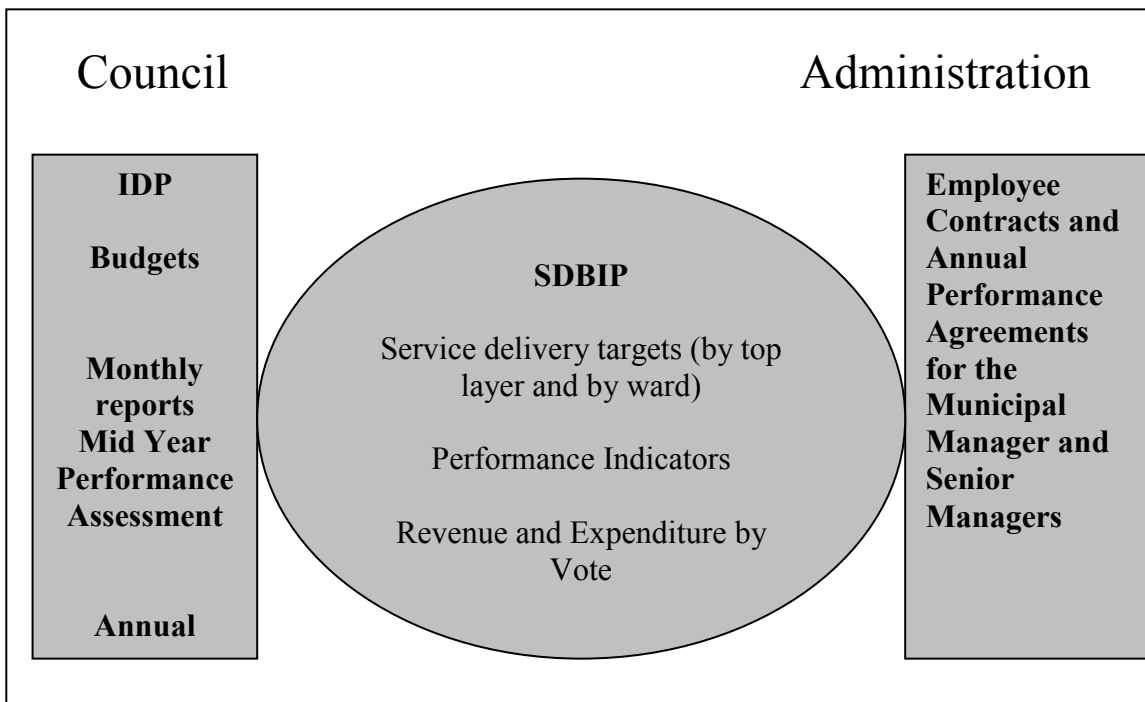 Council
Administration
IDP
Budgets
Monthly
reports
Mid Year
Performance
Assessment
Annual
SDBIP
Service delivery targets (by top
layer and by ward)
Performance Indicators
Revenue and Expenditure by
Vote
Employee
Contracts and
Annual
Performance
Agreements
for the
Municipal
Manager and
Senior
Managers